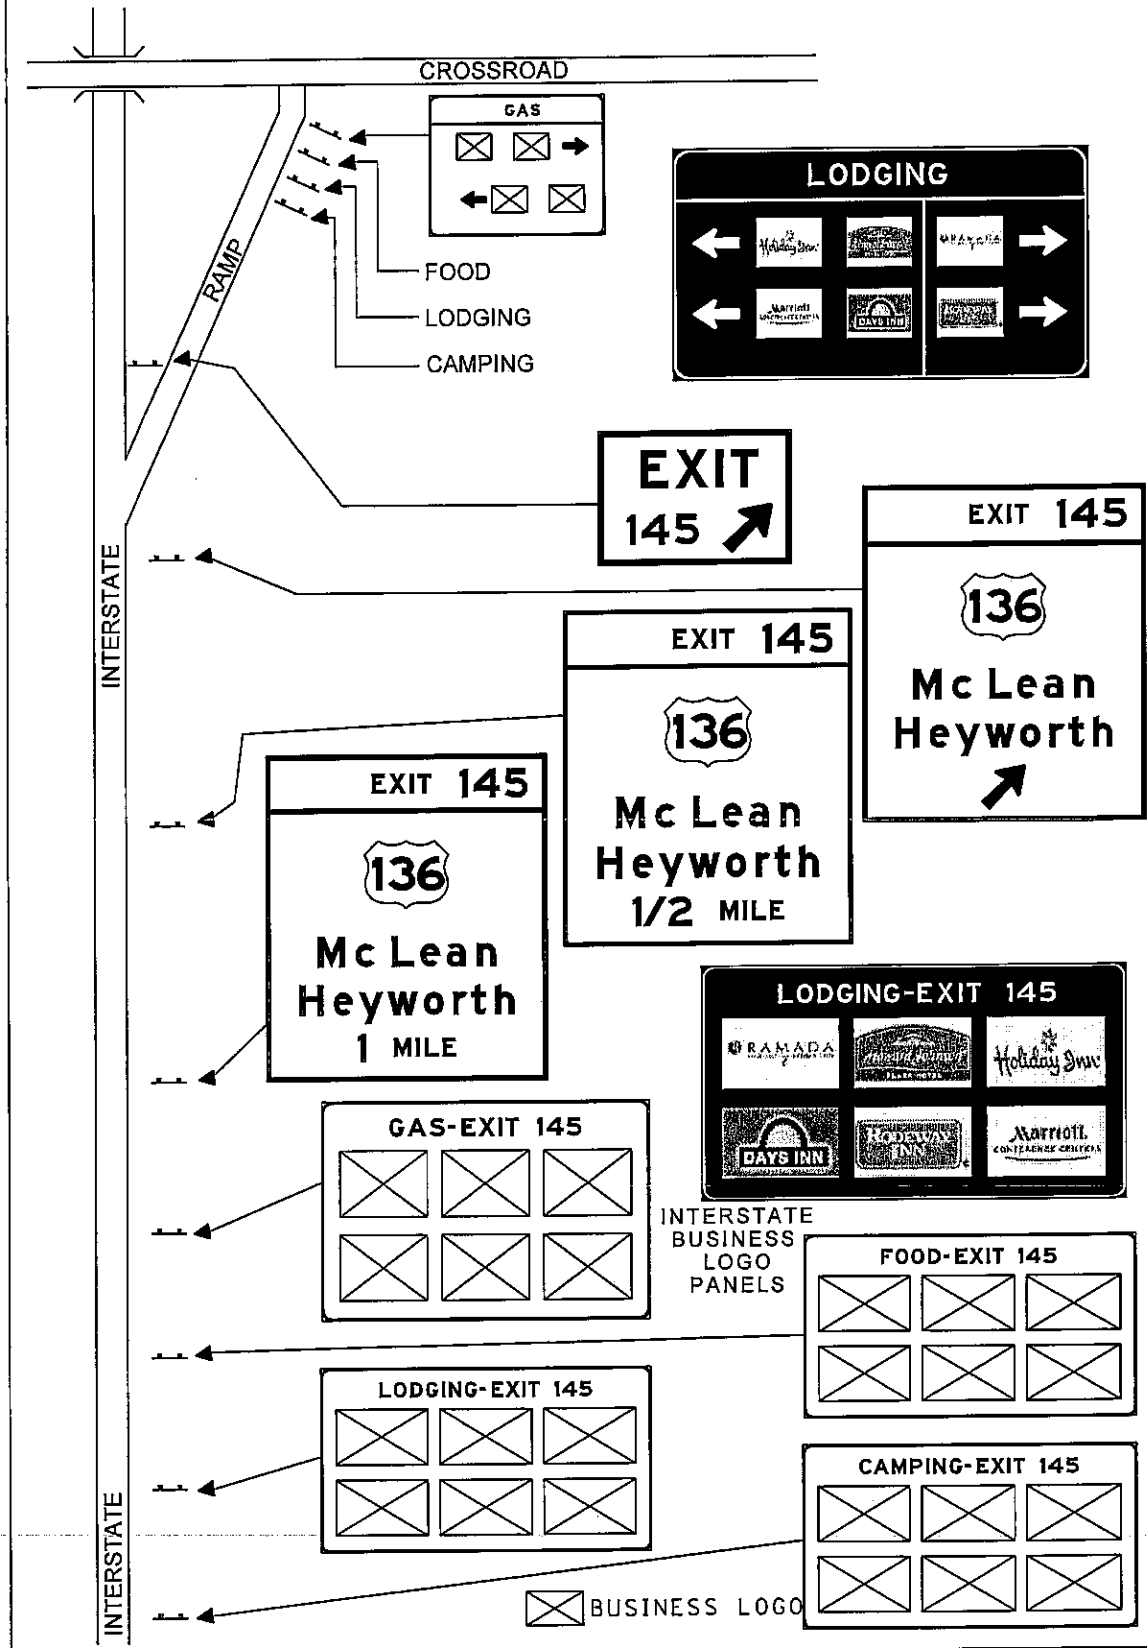 CROSSROAD
GAS
LODGING
Holiday Inn
RAMADA
Marriott
DAYS INN
FOOD
LODGING
CAMPING
RAMP
EXIT
145
INTERSTATE
EXIT 145
136
Mc Lean
Heyworth
EXIT 145
136
Mc Lean
Heyworth
1/2 MILE
EXIT 145
136
Mc Lean
Heyworth
1 MILE
LODGING-EXIT 145
RAMADA
Holiday Inn
DAYS INN
RODEWAY
INN
Marriott
CONFERENCE CENTERS
GAS-EXIT 145
INTERSTATE
BUSINESS
LOGO
PANELS
FOOD-EXIT 145
LODGING-EXIT 145
CAMPING-EXIT 145
INTERSTATE
BUSINESS LOGO